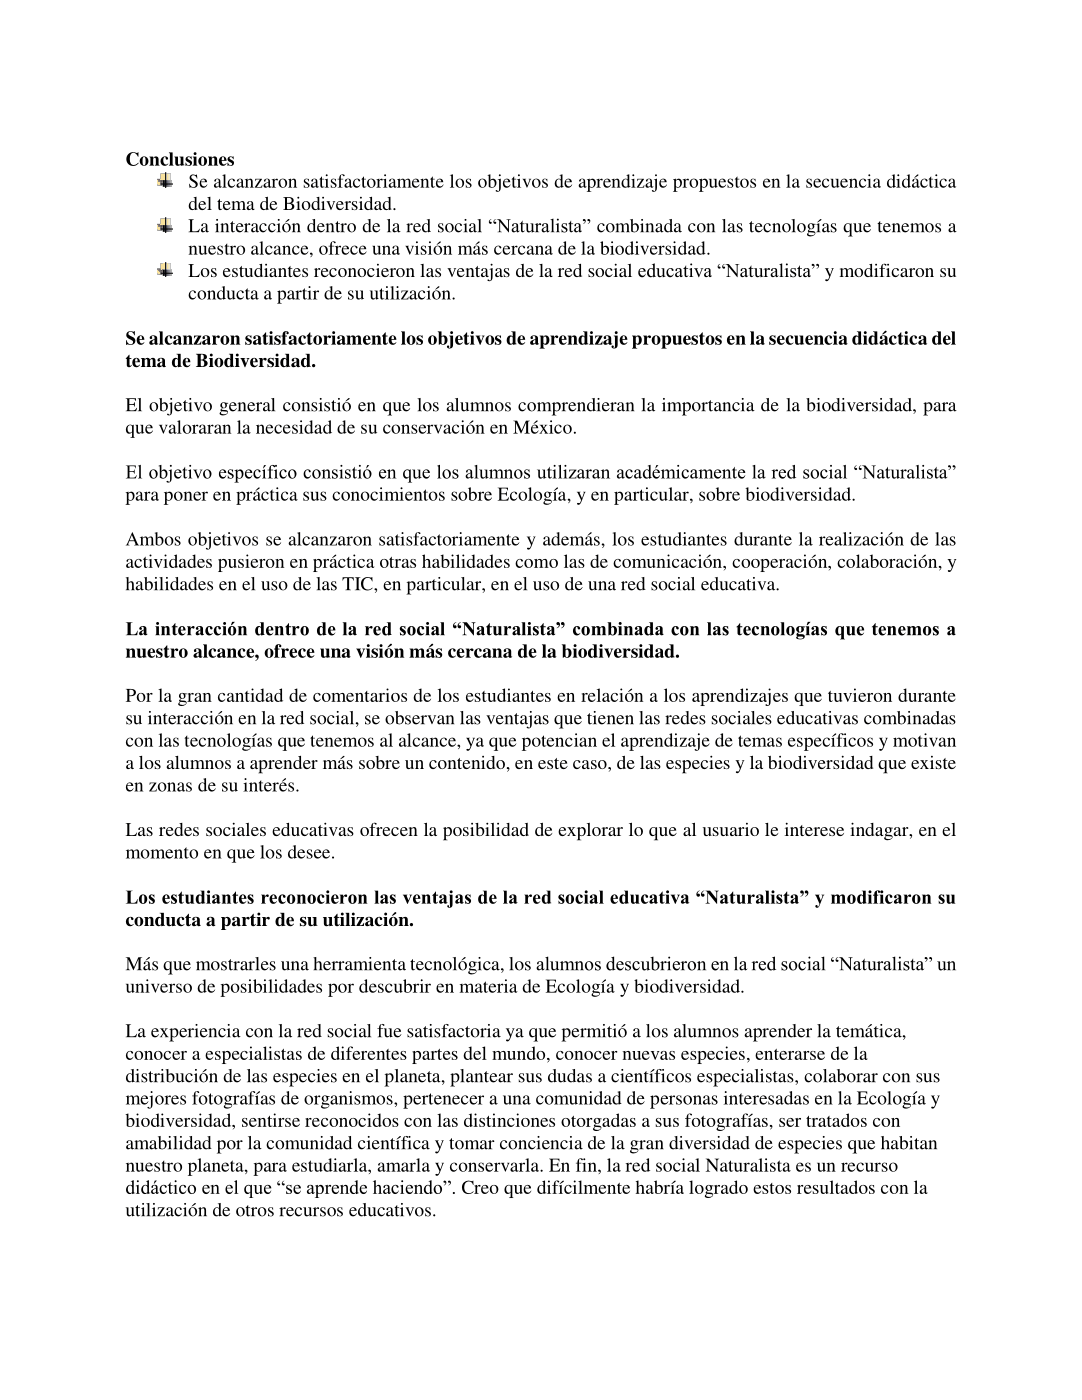 Conclusiones
Se alcanzaron satisfactoriamente los objetivos de aprendizaje propuestos en la secuencia didáctica
del tema de Biodiversidad.
La interacción dentro de la red social “Naturalista” combinada con las tecnologías que tenemos a
nuestro alcance, ofrece una visión más cercana de la biodiversidad.
Los estudiantes reconocieron las ventajas de la red social educativa “Naturalista” y modificaron su
conducta a partir de su utilización.
Se alcanzaron satisfactoriamente los objetivos de aprendizaje propuestos en la secuencia didáctica del
tema de Biodiversidad.
El objetivo general consistió en que los alumnos comprendieran la importancia de la biodiversidad, para
que valoraran la necesidad de su conservación en México.
El objetivo específico consistió en que los alumnos utilizaran académicamente la red social “Naturalista”
para poner en práctica sus conocimientos sobre Ecología, y en particular, sobre biodiversidad.
Ambos objetivos se alcanzaron satisfactoriamente y además, los estudiantes durante la realización de las
actividades pusieron en práctica otras habilidades como las de comunicación, cooperación, colaboración, y
habilidades en el uso de las TIC, en particular, en el uso de una red social educativa.
La interacción dentro de la red social “Naturalista” combinada con las tecnologías que tenemos a
nuestro alcance, ofrece una visión más cercana de la biodiversidad.
Por la gran cantidad de comentarios de los estudiantes en relación a los aprendizajes que tuvieron durante
su interacción en la red social, se observan las ventajas que tienen las redes sociales educativas combinadas
con las tecnologías que tenemos al alcance, ya que potencian el aprendizaje de temas específicos y motivan
a los alumnos a aprender más sobre un contenido, en este caso, de las especies y la biodiversidad que existe
en zonas de su interés.
Las redes sociales educativas ofrecen la posibilidad de explorar lo que al usuario le interese indagar, en el
momento en que los desee.
Los estudiantes reconocieron las ventajas de la red social educativa “Naturalista” y modificaron su
conducta a partir de su utilización.
Más que mostrarles una herramienta tecnológica, los alumnos descubrieron en la red social “Naturalista” un
universo de posibilidades por descubrir en materia de Ecología y biodiversidad.
La experiencia con la red social fue satisfactoria ya que permitió a los alumnos aprender la temática,
conocer a especialistas de diferentes partes del mundo, conocer nuevas especies, enterarse de la
distribución de las especies en el planeta, plantear sus dudas a científicos especialistas, colaborar con sus
mejores fotografías de organismos, pertenecer a una comunidad de personas interesadas en la Ecología y
biodiversidad, sentirse reconocidos con las distinciones otorgadas a sus fotografías, ser tratados con
amabilidad por la comunidad científica y tomar conciencia de la gran diversidad de especies que habitan
nuestro planeta, para estudiarla, amarla y conservarla. En fin, la red social Naturalista es un recurso
didáctico en el que “se aprende haciendo”. Creo que difícilmente habría logrado estos resultados con la
utilización de otros recursos educativos.